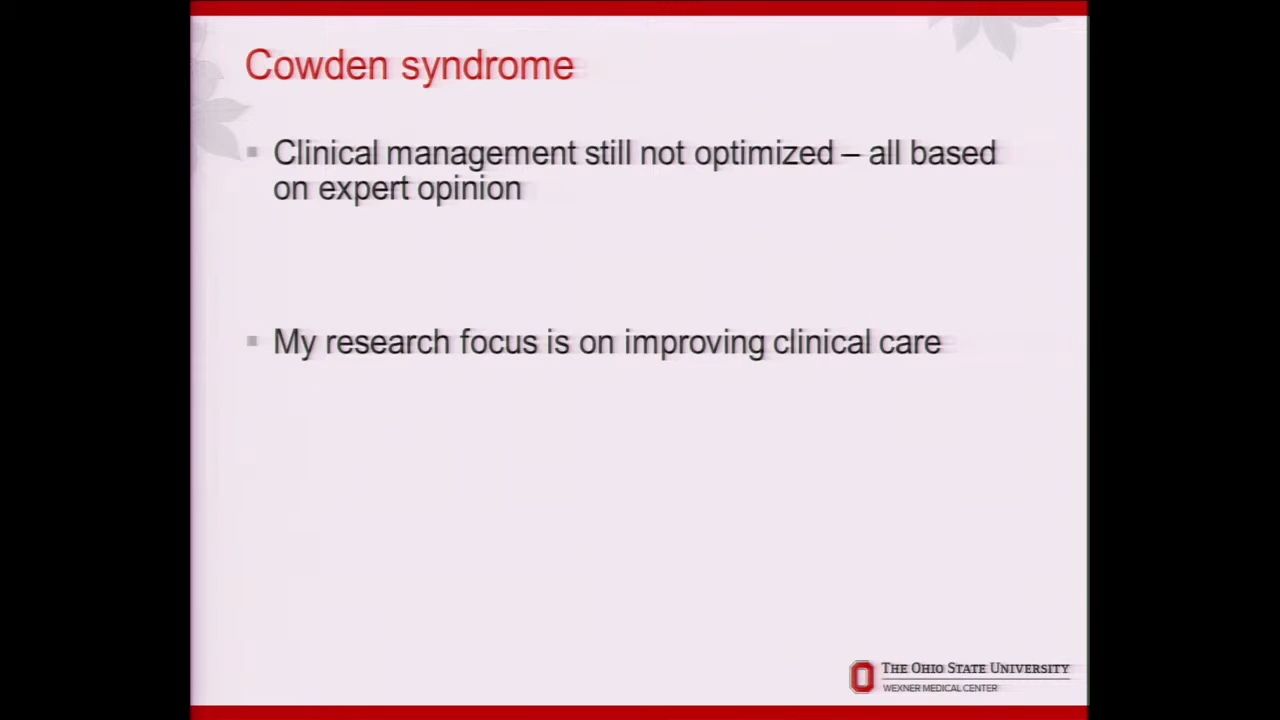 Cowden syndrome
Clinical management still not optimized – all based
on expert opinion
My research focus is on improving clinical care
THE OHIO STATE UNIVERSITY
WEXNER MEDICAL CENTER